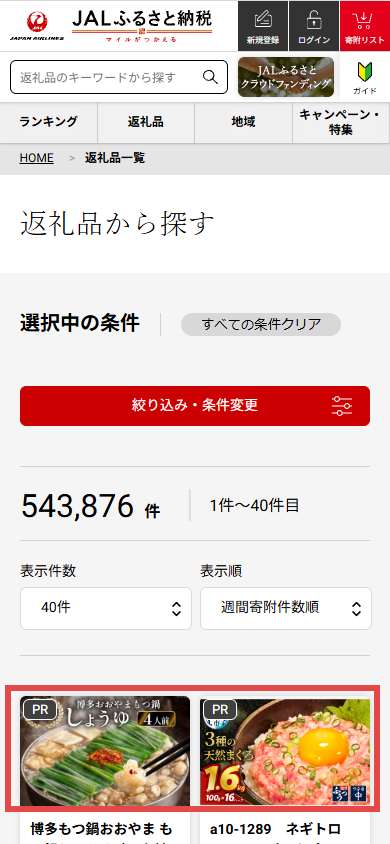 JAPAN AIRLINES
JALふるさと納税
マイルがつかえる
新規登録
ログイン
寄附リスト
返礼品のキーワードから探す
JALふるさと
クラウドファンディング
ガイド
ランキング
返礼品
地域
キャンペーン・
特集
HOME > 返礼品一覧
返礼品から探す
選択中の条件
すべての条件クリア
絞り込み・条件変更
543,876 件
1件～40件目
表示件数
表示順
40件
週間寄附件数順
PR
博多おおやまもつ鍋
しょうゆ
4人前
PR
3種の
天然まぐろ
1.6kg
博多もつ鍋おおやま も
a10-1289 ネギトロ